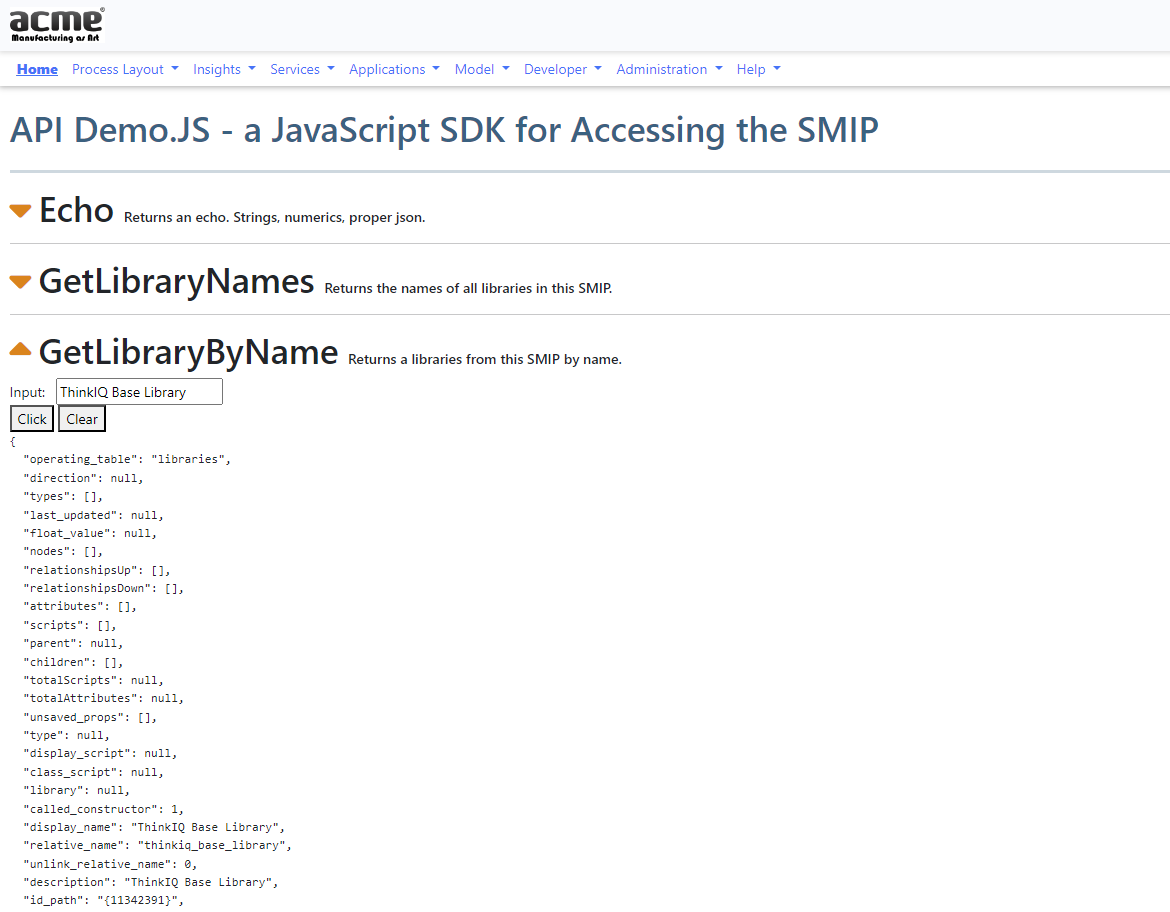 acme®
Manufacturing as Art
Home Process Layout Insights Services Applications Model Developer Administration Help
API Demo.JS - a JavaScript SDK for Accessing the SMIP
Echo Returns an echo. Strings, numerics, proper json.
GetLibraryNames Returns the names of all libraries in this SMIP.
GetLibraryByName Returns a libraries from this SMIP by name.
Input: ThinkIQ Base Library
Click Clear
{
"operating_table": "libraries",
"direction": null,
"types": [],
"last_updated": null,
"float_value": null,
"nodes": [],
"relationshipsUp": [],
"relationshipsDown": [],
"attributes": [],
"scripts": [],
"parent": null,
"children": [],
"totalScripts": null,
"totalAttributes": null,
"unsaved_props": [],
"type": null,
"display_script": null,
"class_script": null,
"library": null,
"called_constructor": 1,
"display_name": "ThinkIQ Base Library",
"relative_name": "thinkiq_base_library",
"unlink_relative_name": 0,
"description": "ThinkIQ Base Library",
"id_path": "{11342391}",